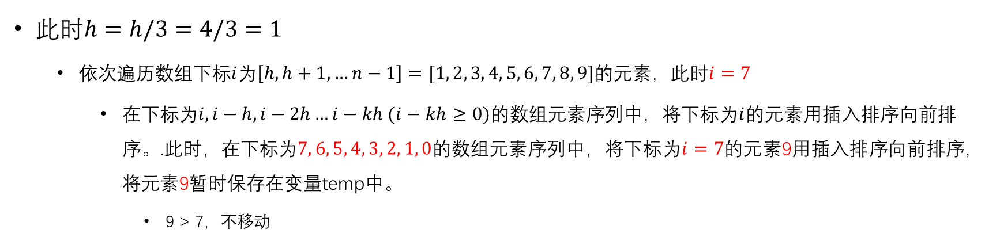 • 此时h = h/3 = 4/3 = 1
• 依次遍历数组下标i为[h, h + 1, … n − 1] = [1, 2, 3, 4, 5, 6, 7, 8, 9]的元素，此时i = 7
• 在下标为i, i − h, i − 2h … i − kh (i − kh ≥ 0)的数组元素序列中，将下标为i的元素用插入排序向前排
序。.此时，在下标为7, 6, 5, 4, 3, 2, 1, 0的数组元素序列中，将下标为i = 7的元素9用插入排序向前排序，
将元素9暂时保存在变量temp中。
• 9 > 7，不移动